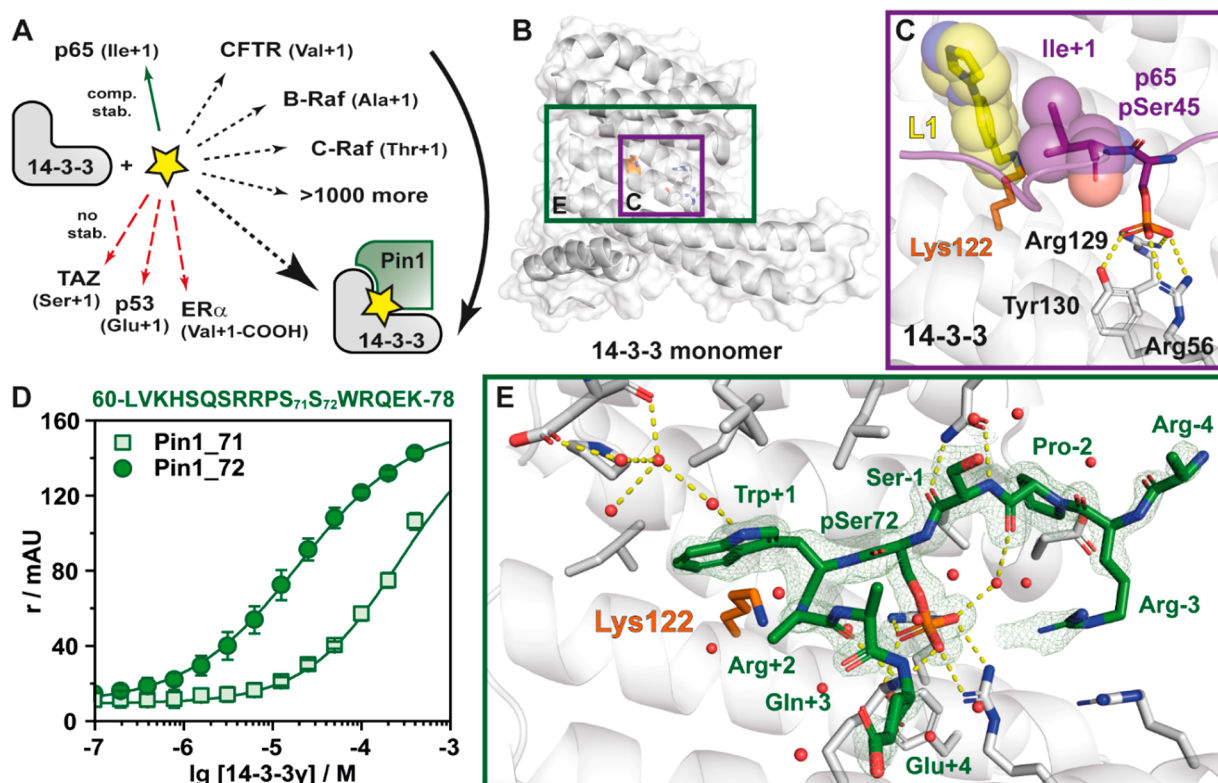 A
p65 (Ile+1)
CFTR (Val+1)
comp.
stab.
B-Raf (Ala+1)
14-3-3
+
C-Raf (Thr+1)
>1000 more
no
stab.
TAZ
(Ser+1)
p53
(Glu+1)
ERα
(Val+1-COOH)
Pin1
14-3-3
B
E
C
14-3-3 monomer
C
Ile+1
p65
pSer45
L1
Lys122
Arg129
Tyr130
14-3-3
Arg56
D
60-LVKHSQSRRPS71S72WRQEK-78
Pin1_71
Pin1_72
r / mAU
160
120
80
40
0
-7 -6 -5 -4 -3
lg [14-3-3γ] / M
E
Trp+1
pSer72
Ser-1
Pro-2
Arg-4
Arg-3
Lys122
Arg+2
Gln+3
Glu+4